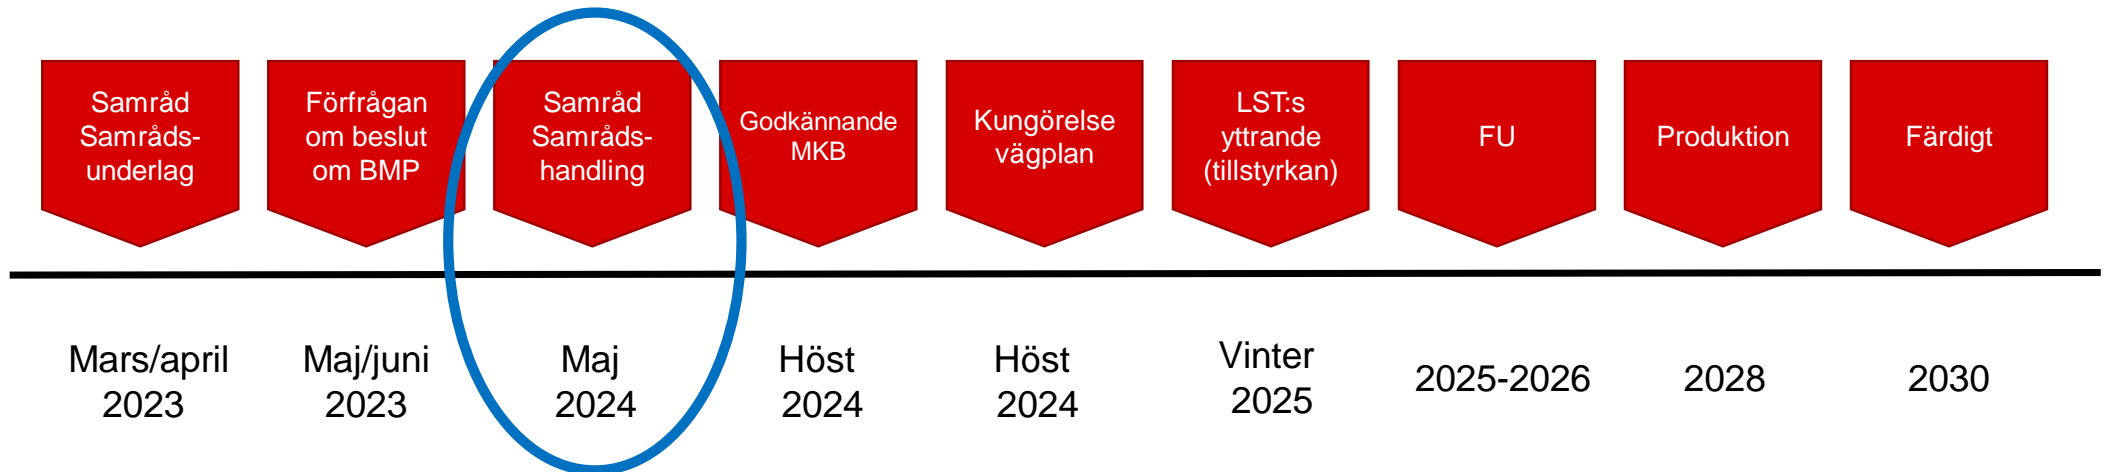 Samråd
Samråds-
underlag
Förfrågan
om beslut
om BMP
Samråd
Samråds-
handling
Godkännande
MKB
Kungörelse
vägplan
LST:s
yttrande
(tillstyrkan)
FU
Produktion
Färdigt
Mars/april
2023
Maj/juni
2023
Maj
2024
Höst
2024
Höst
2024
Vinter
2025
2025-2026
2028
2030